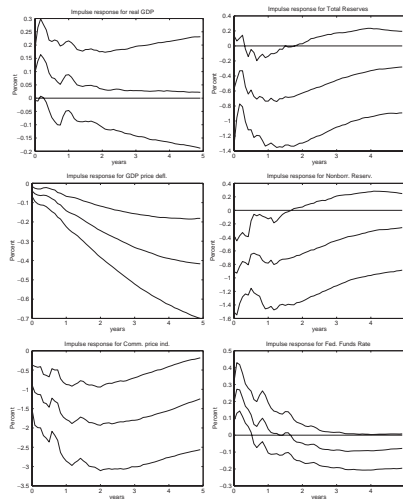 Impulse response for real GDP
0.3
0.25
0.2
0.15
0.1
0.05
0
-0.05
-0.1
-0.15
-0.2
Percent
0 1 2 3 4 5
years
Impulse response for Total Reserves
0.4
0.2
0
-0.2
-0.4
-0.6
-0.8
-1
-1.2
-1.4
Percent
0 1 2 3 4
years
Impulse response for GDP price defl.
0
-0.1
-0.2
-0.3
-0.4
-0.5
-0.6
-0.7
Percent
0 1 2 3 4 5
years
Impulse response for Nonborr. Reserv.
0.4
0.2
0
-0.2
-0.4
-0.6
-0.8
-1
-1.2
-1.4
-1.6
Percent
0 1 2 3 4
years
Impulse response for Comm. price ind.
0
-0.5
-1
-1.5
-2
-2.5
-3
-3.5
Percent
0 1 2 3 4 5
years
Impulse response for Fed. Funds Rate
0.5
0.4
0.3
0.2
0.1
0
-0.1
-0.2
-0.3
Percent
0 1 2 3 4
years